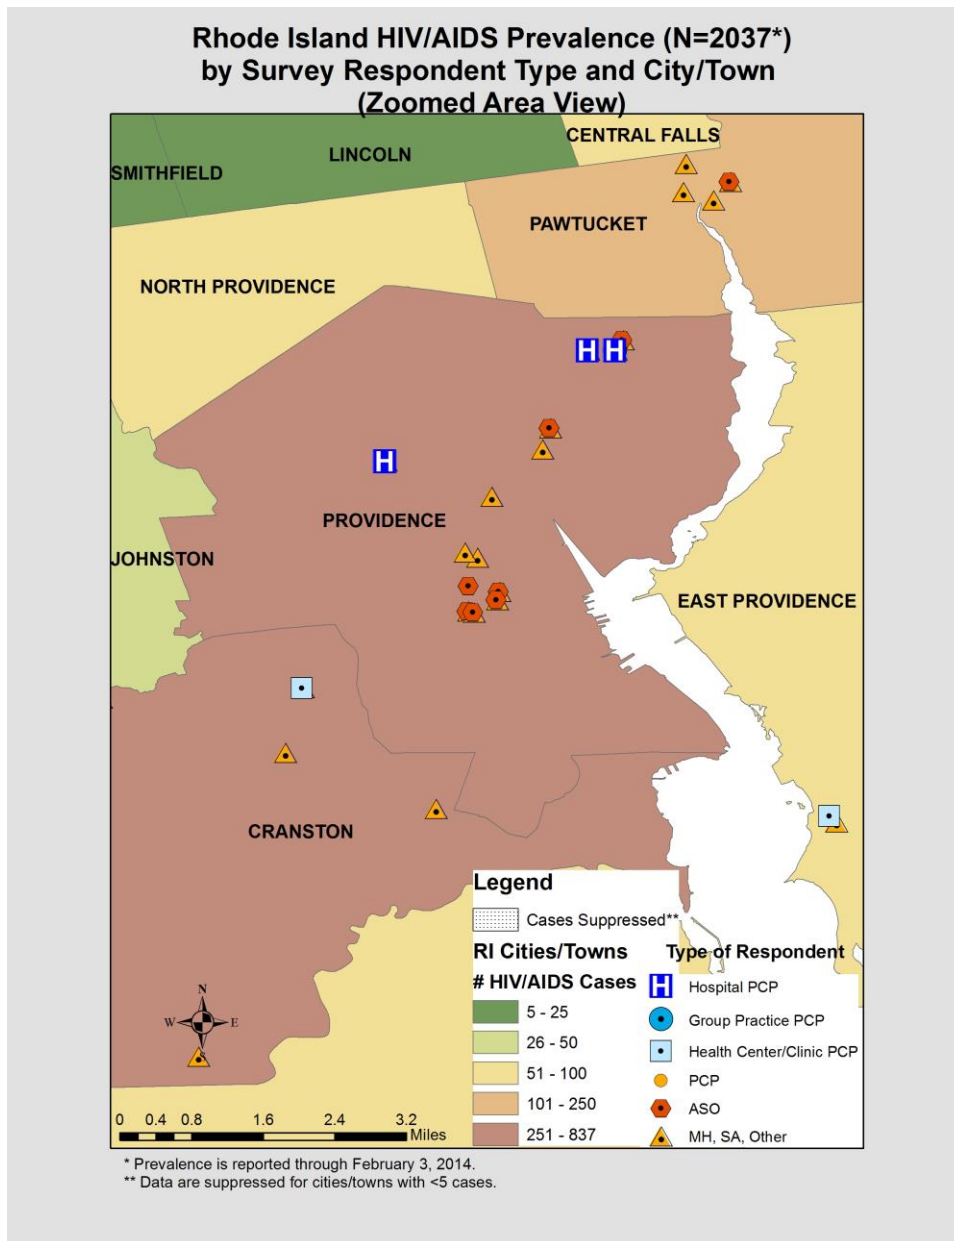 Rhode Island HIV/AIDS Prevalence (N=2037*)
by Survey Respondent Type and City/Town
(Zoomed Area View)
CENTRAL FALLS
LINCOLN
SMITHFIELD
PAWTUCKET
NORTH PROVIDENCE
H H
H
PROVIDENCE
JOHNSTON
EAST PROVIDENCE
CRANSTON
Legend
Cases Suppressed**
RI Cities/Towns
# HIV/AIDS Cases
5 - 25
26 - 50
51 - 100
101 - 250
251 - 837
Type of Respondent
H Hospital PCP
Group Practice PCP
Health Center/Clinic PCP
PCP
ASO
MH, SA, Other
N
W E
S
0 0.4 0.8 1.6 2.4 3.2
Miles
* Prevalence is reported through February 3, 2014.
** Data are suppressed for cities/towns with <5 cases.